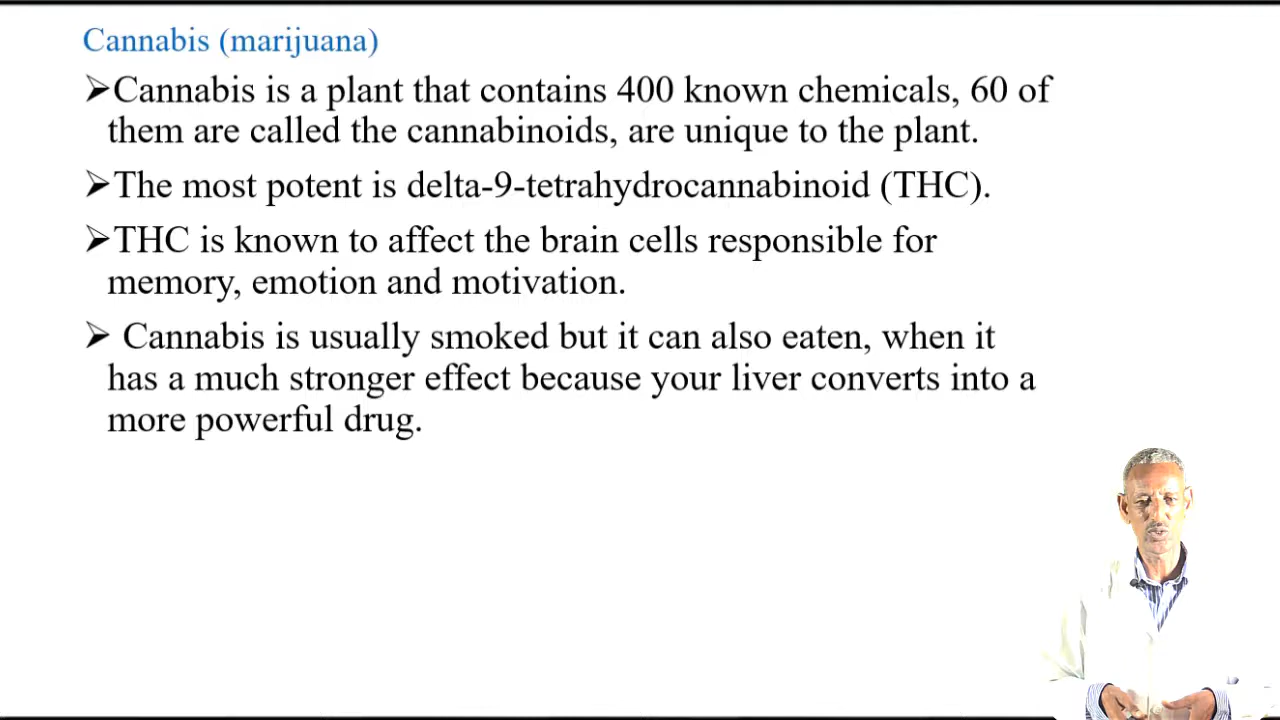 Cannabis (marijuana)
➢Cannabis is a plant that contains 400 known chemicals, 60 of
them are called the cannabinoids, are unique to the plant.
➢The most potent is delta-9-tetrahydrocannabinoid (THC).
➢THC is known to affect the brain cells responsible for
memory, emotion and motivation.
➢ Cannabis is usually smoked but it can also eaten, when it
has a much stronger effect because your liver converts into a
more powerful drug.